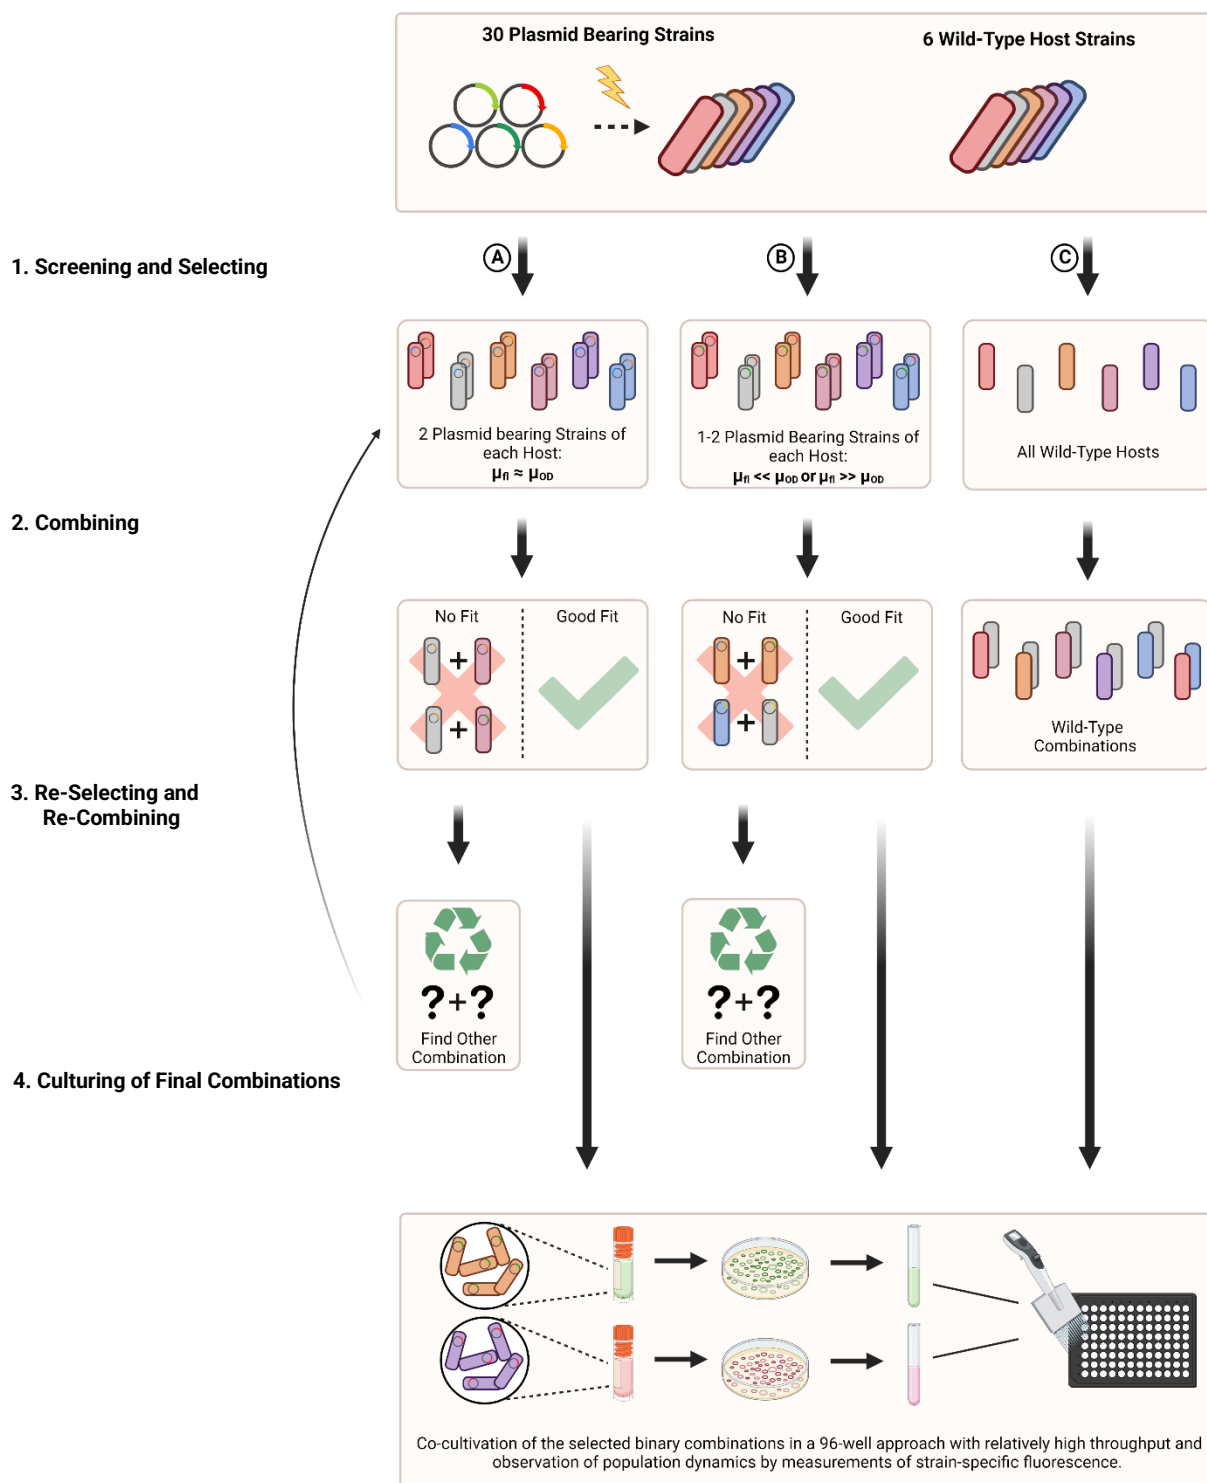 30 Plasmid Bearing Strains
6 Wild-Type Host Strains
1. Screening and Selecting
A
B
C
2 Plasmid bearing Strains of
each Host:
μfl ≈ μOD
1-2 Plasmid Bearing Strains of
each Host:
μfl << μOD or μfl >> μOD
All Wild-Type Hosts
2. Combining
No Fit
Good Fit
+
+
No Fit
Good Fit
+
+
Wild-Type
Combinations
3. Re-Selecting and
Re-Combining
?+?
Find Other
Combination
?+?
Find Other
Combination
4. Culturing of Final Combinations
Co-cultivation of the selected binary combinations in a 96-well approach with relatively high throughput and
observation of population dynamics by measurements of strain-specific fluorescence.